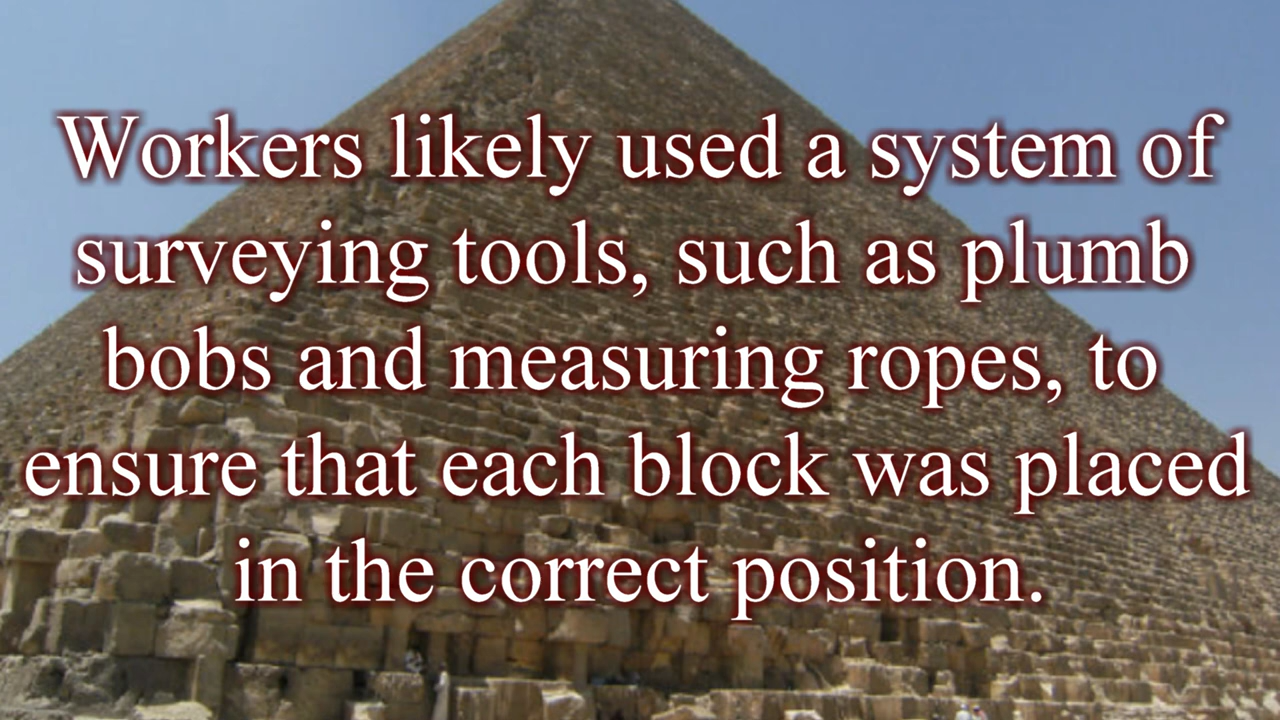 Workers likely used a system of
surveying tools, such as plumb
bobs and measuring ropes, to
ensure that each block was placed
in the correct position.